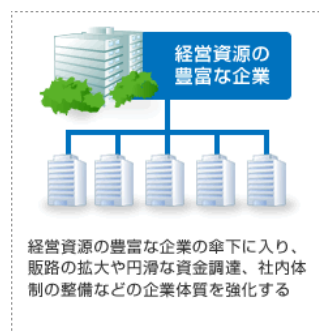 経営資源の
豊富な企業
経営資源の豊富な企業の傘下に入り、
販路の拡大や円滑な資金調達、社内体
制の整備などの企業体質を強化する